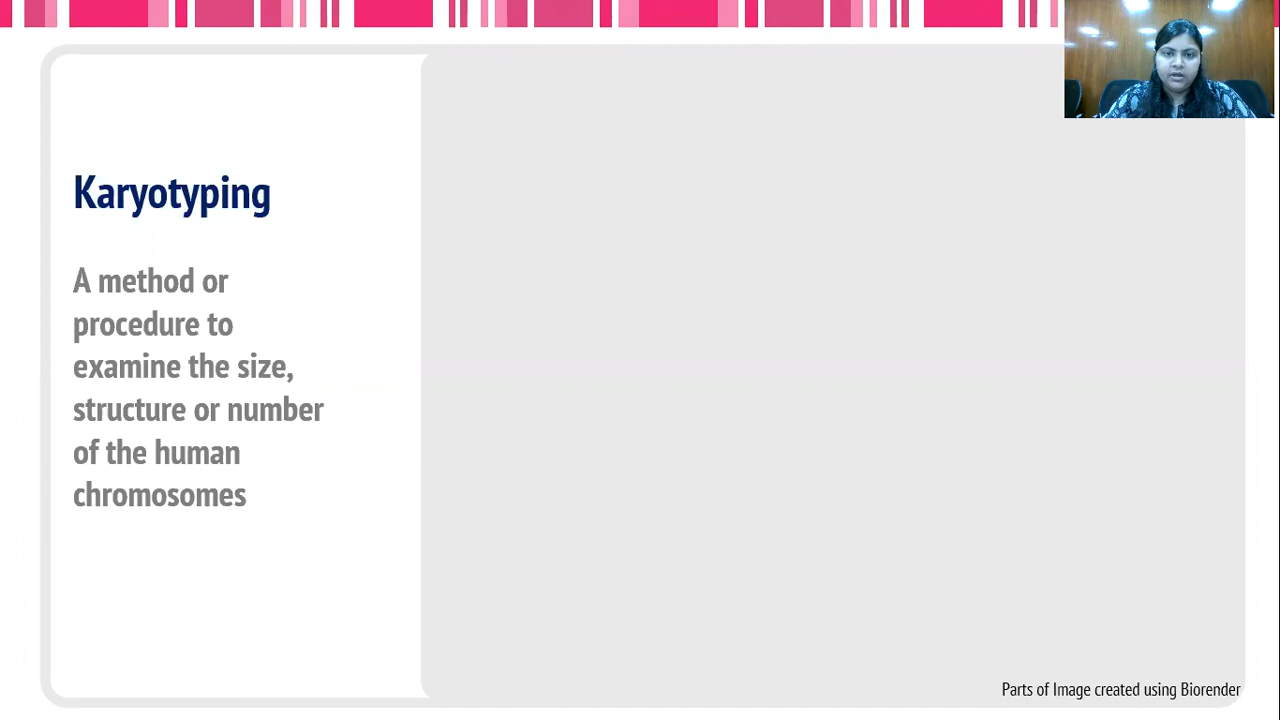 Karyotyping
A method or
procedure to
examine the size,
structure or number
of the human
chromosomes
Parts of Image created using Biorender